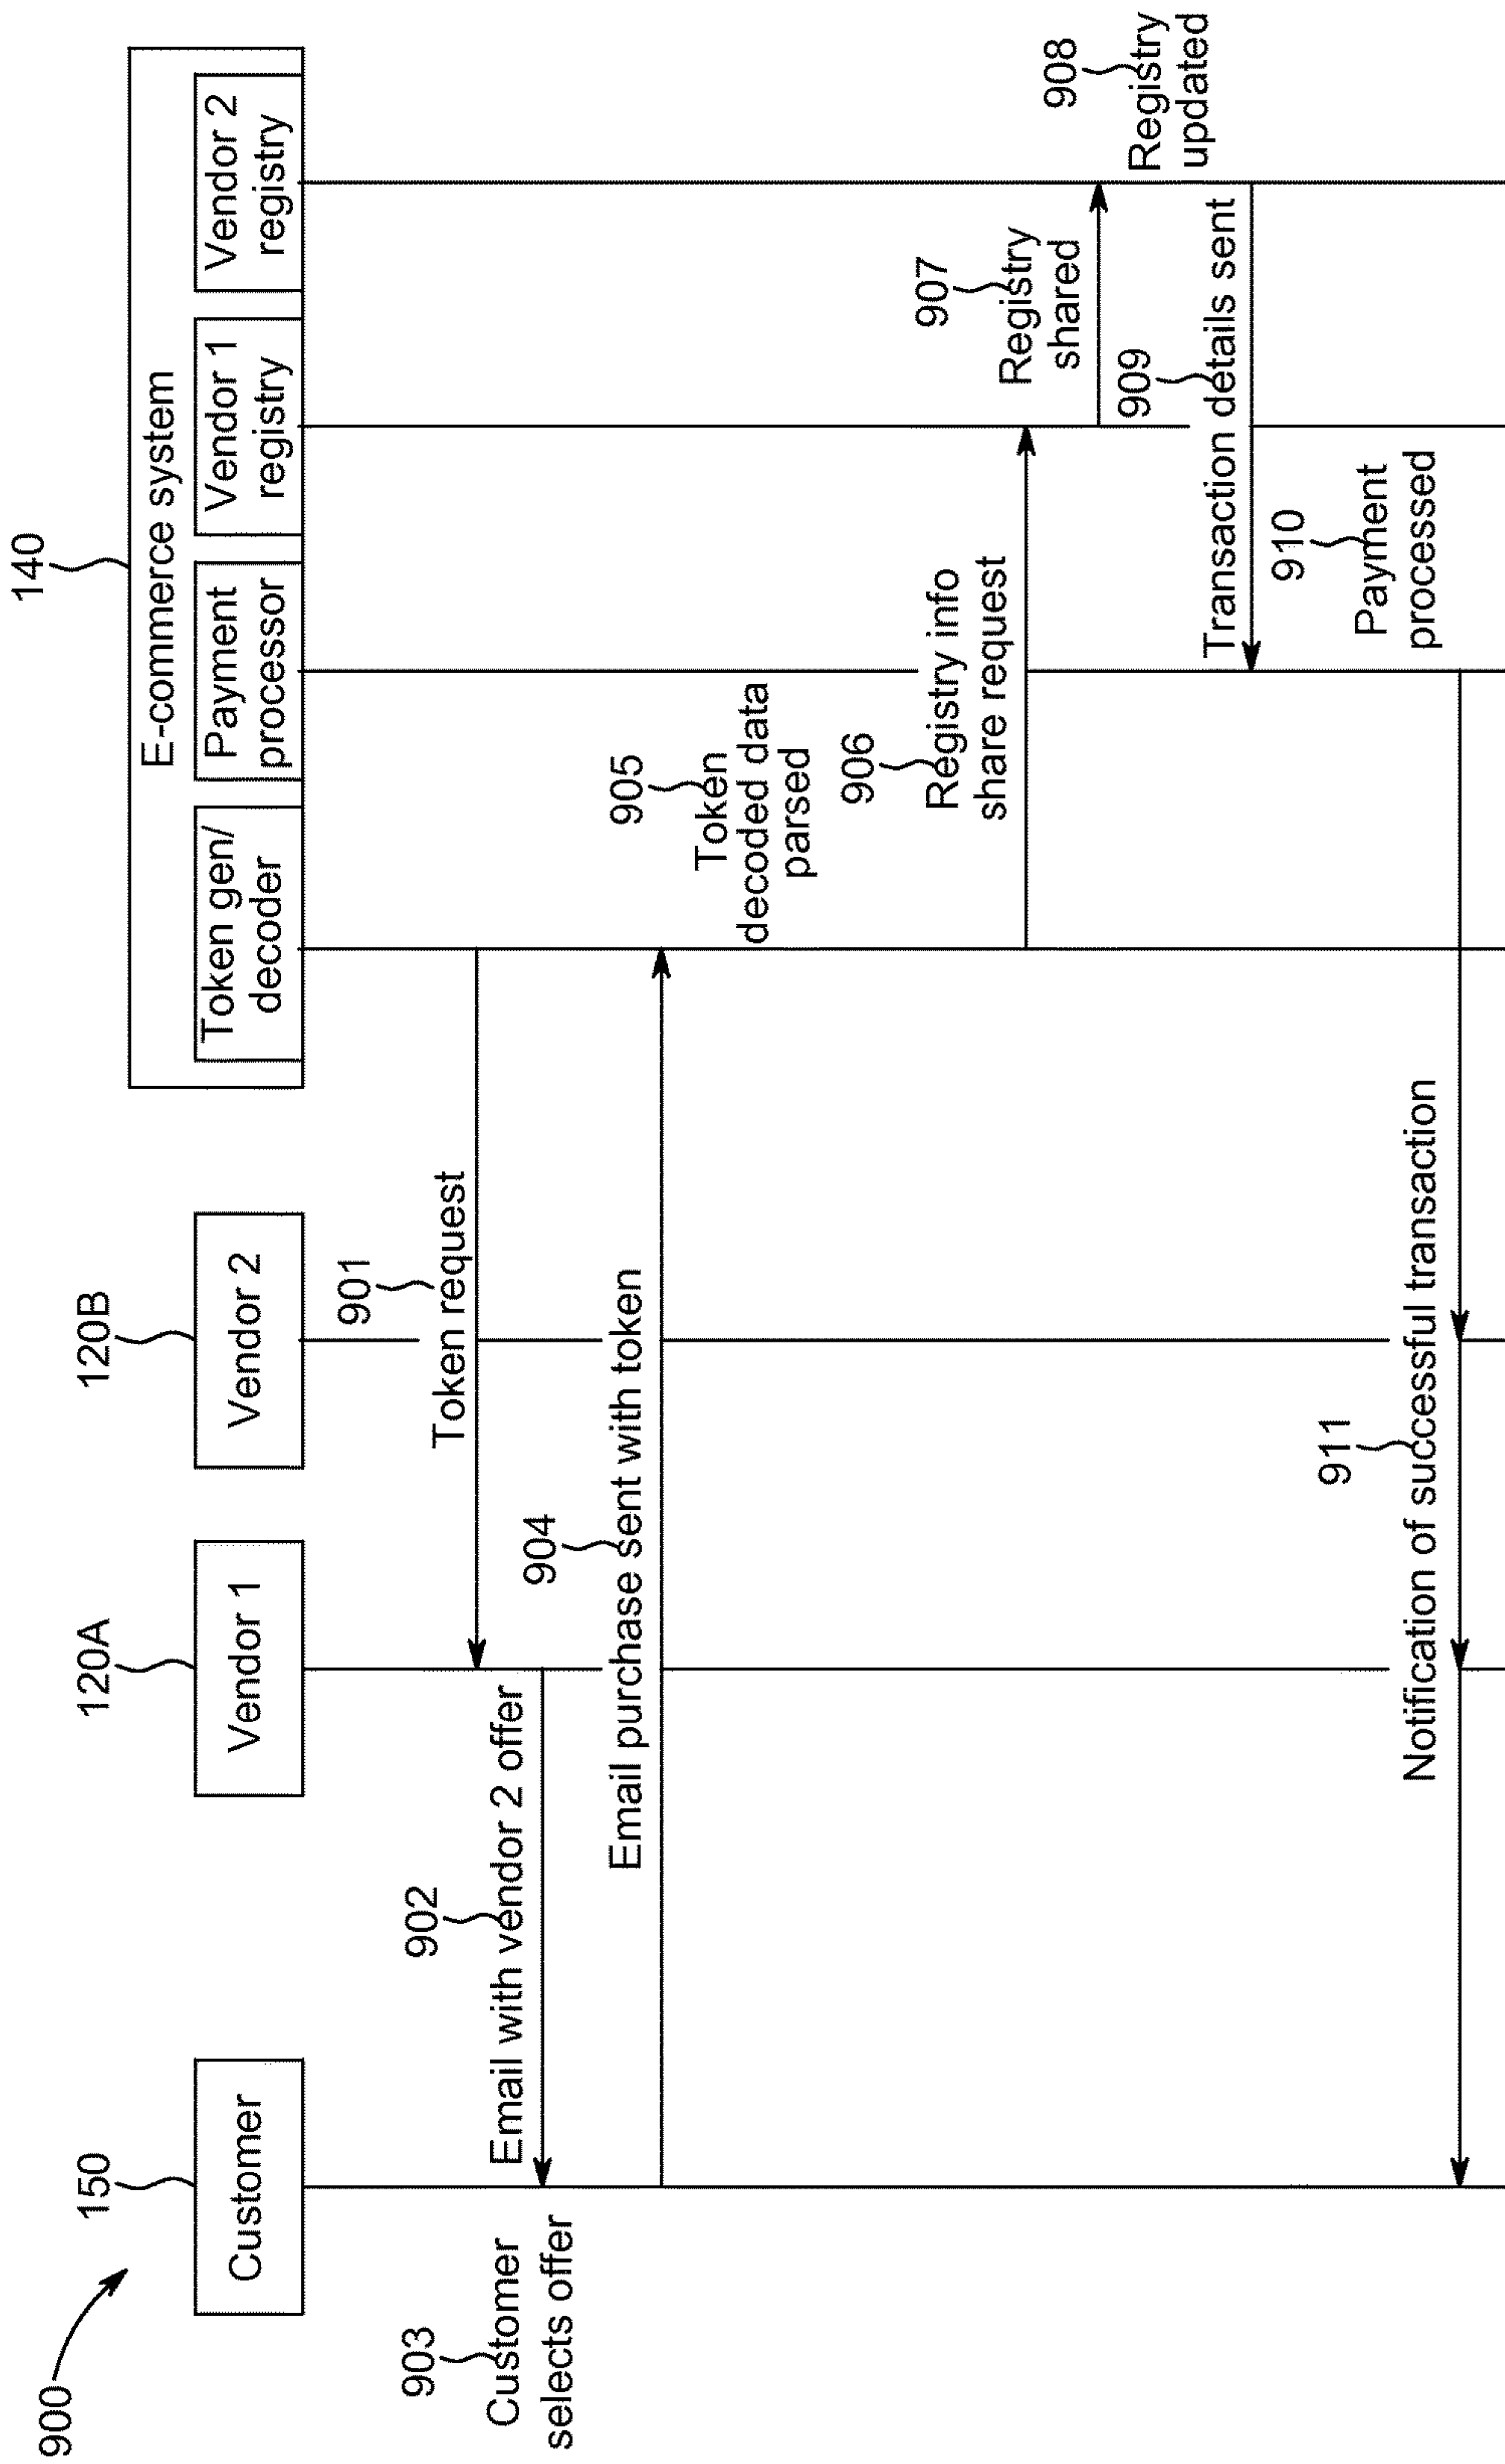 900
150
120A
120B
140
Customer
Vendor 1
Vendor 2
E-commerce system
Token gen/
decoder
Payment
processor
Vendor 1
registry
Vendor 2
registry
901
Token request
902
Email with vendor 2 offer
903
Customer
selects offer
904
Email purchase sent with token
905
Token
decoded data
parsed
906
Registry info
share request
907
Registry
shared
908
Registry
updated
909
Transaction details sent
910
Payment
processed
911
Notification of successful transaction